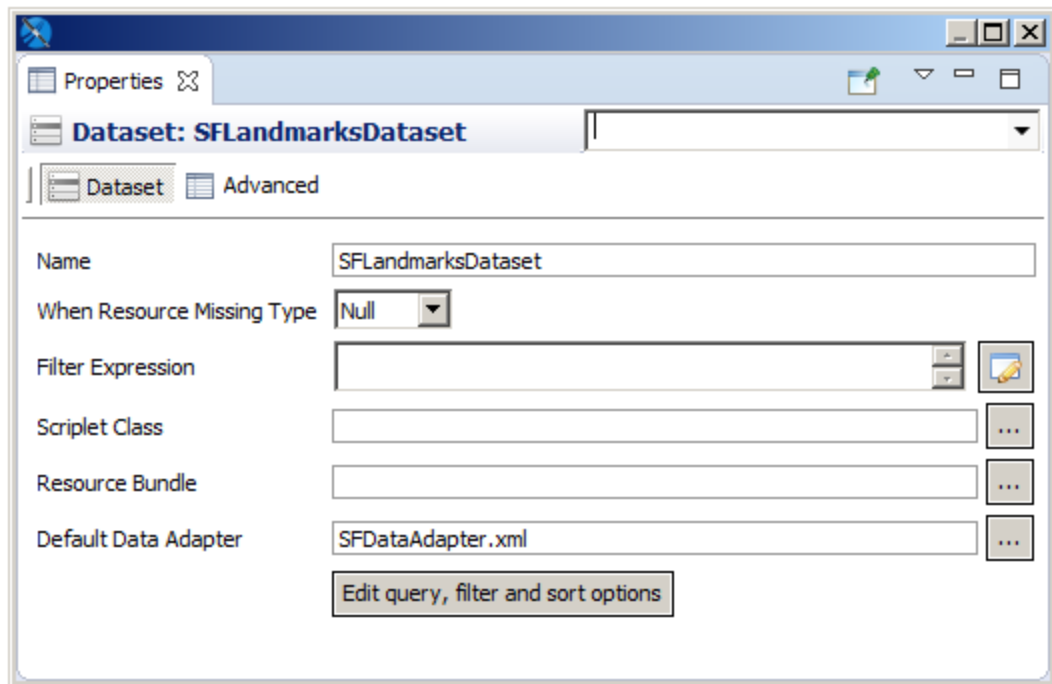 Properties
Dataset: SFLandmarksDataset
Dataset Advanced
Name SFLandmarksDataset
When Resource Missing Type Null
Filter Expression
Scriplet Class
...
Resource Bundle
...
Default Data Adapter SFDataAdapter.xml ...
Edit query, filter and sort options